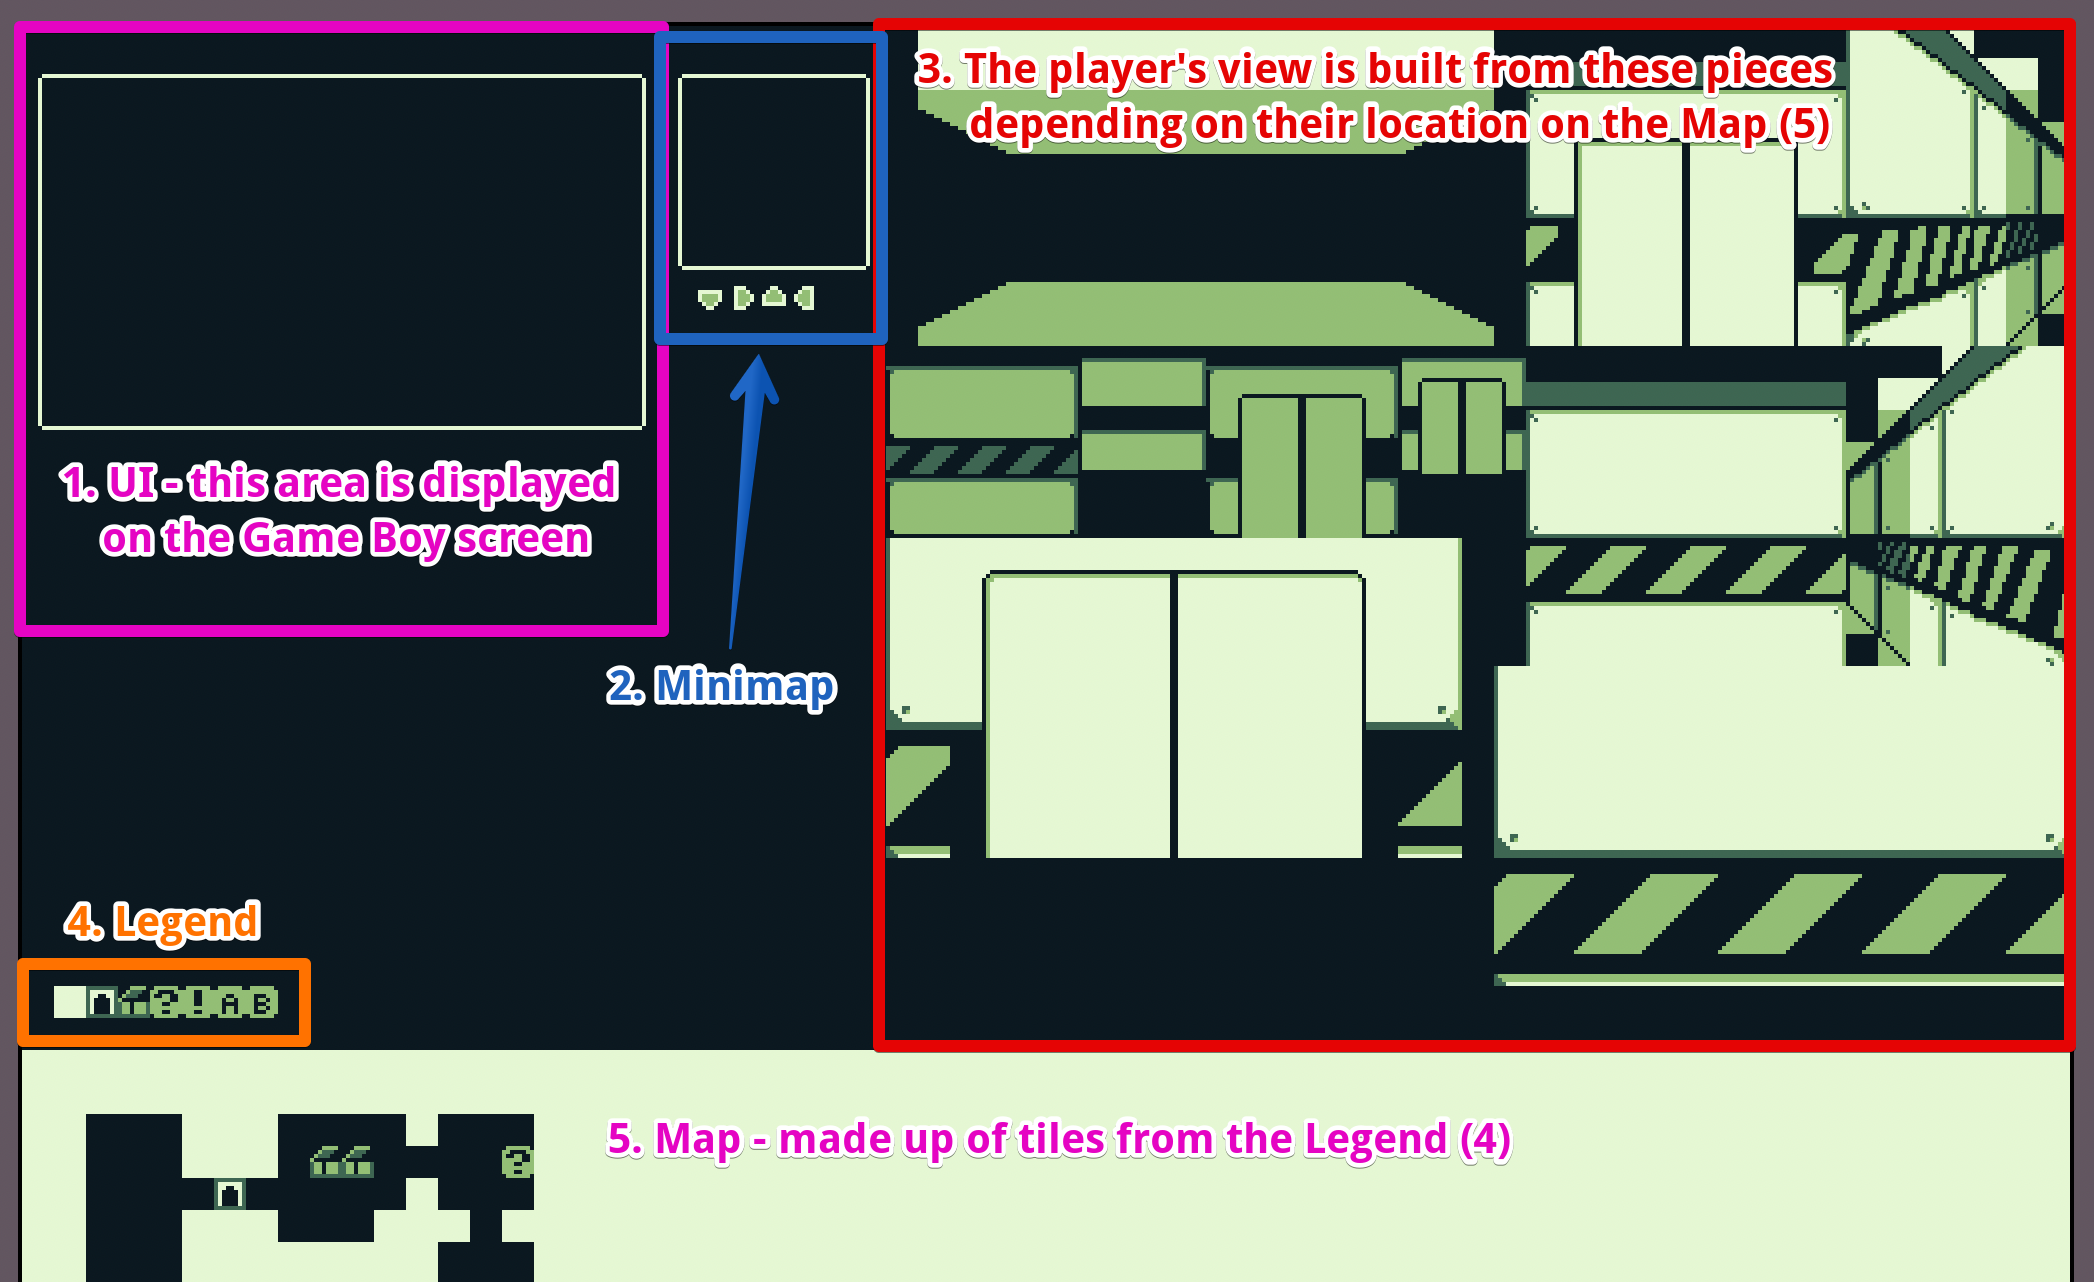 3. The player's view is built from these pieces
depending on their location on the Map (5)
1. UI - this area is displayed
on the Game Boy screen
2. Minimap
4. Legend
? ! A B
5. Map - made up of tiles from the Legend (4)
?